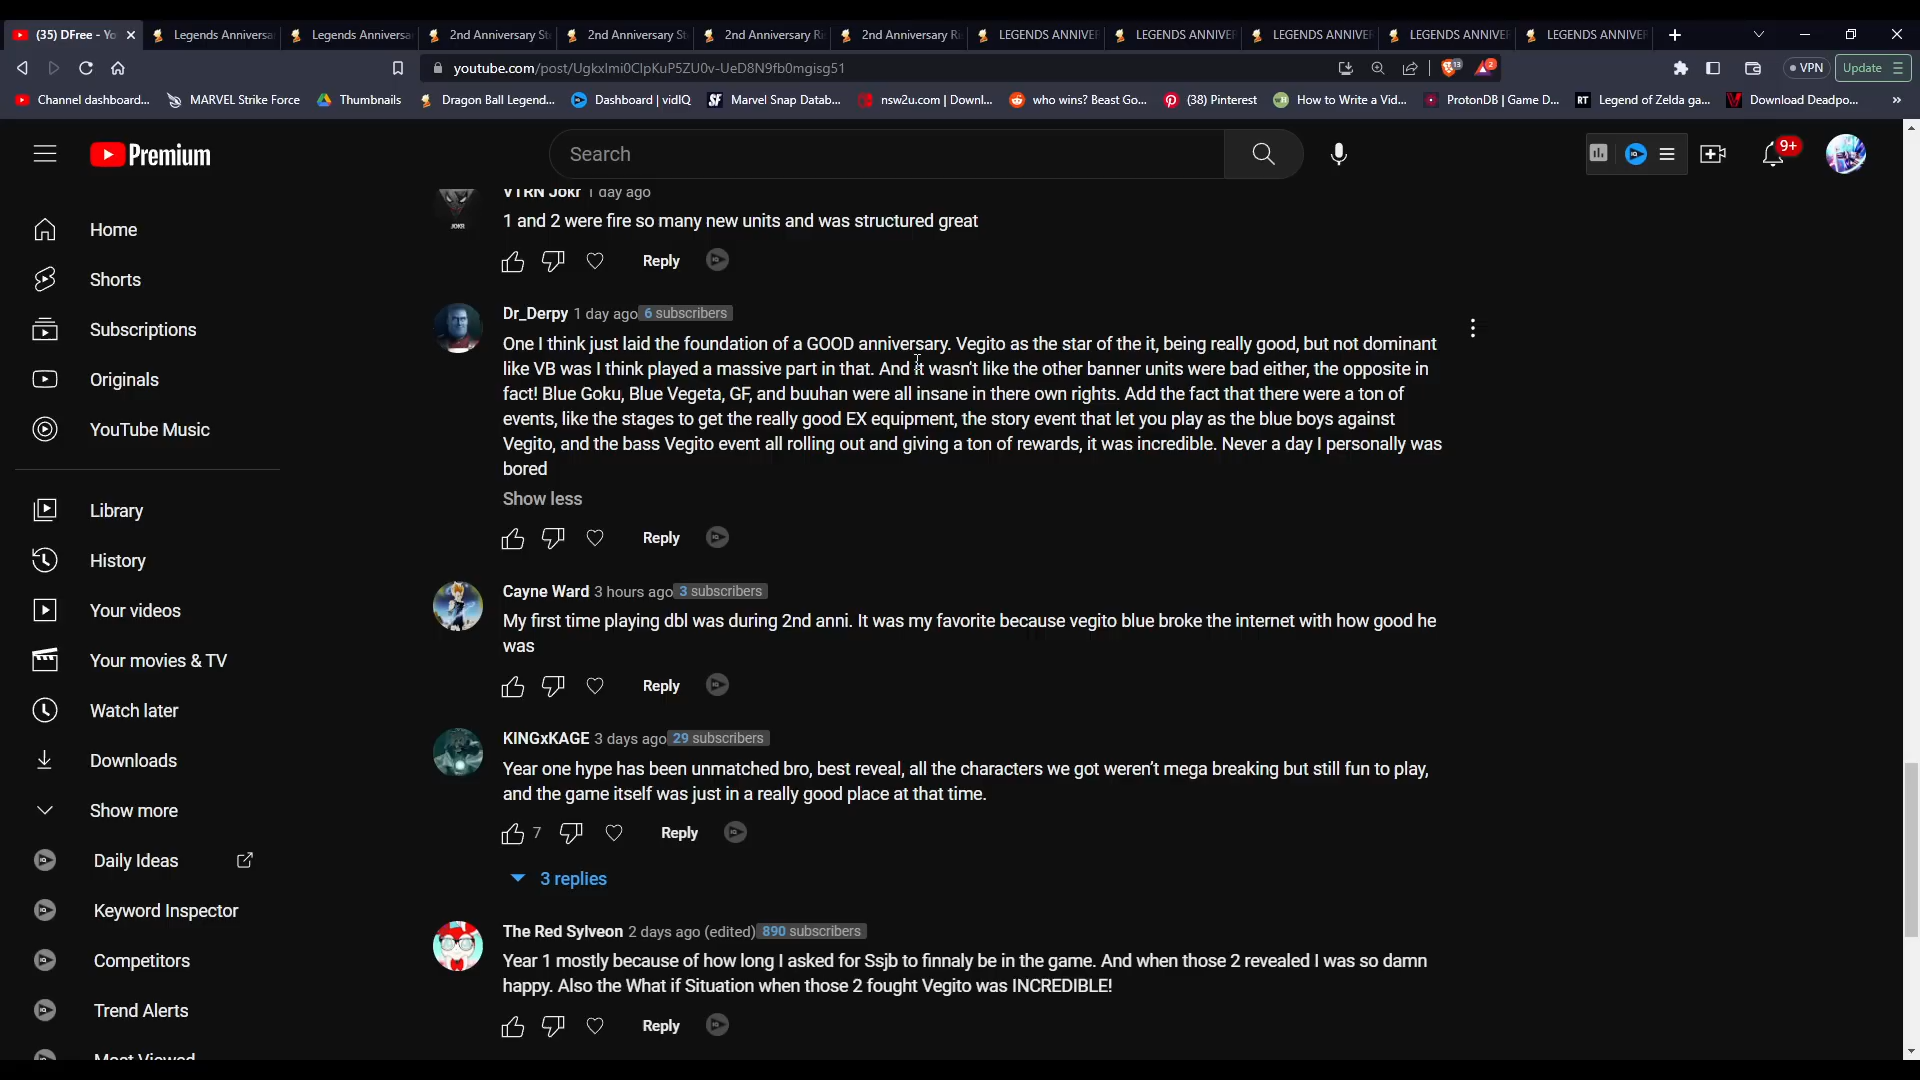 (35) DFree - Yo
Legends Anniversa
Legends Anniversa
2nd Anniversary St
2nd Anniversary St
2nd Anniversary Ri
2nd Anniversary Ri
LEGENDS ANNIVER
LEGENDS ANNIVER
LEGENDS ANNIVER
LEGENDS ANNIVER
LEGENDS ANNIVER
youtube.com/post/UgkxImi0ClpKuP5ZU0v-UeD8N9fb0mgisg51
13
2
VPN
Update
Channel dashboard...
MARVEL Strike Force
Thumbnails
Dragon Ball Legend...
Dashboard | vidIQ
Marvel Snap Datab...
nsw2u.com | Downl...
who wins? Beast Go...
(38) Pinterest
How to Write a Vid...
ProtonDB | Game D...
Legend of Zelda ga...
Download Deadpo...
Premium
Search
9+
Home
Shorts
Subscriptions
Originals
YouTube Music
Library
History
Your videos
Your movies & TV
Watch later
Downloads
Show more
Daily Ideas
Keyword Inspector
Competitors
Trend Alerts
Most Viewed
VTRN Jokr 1 day ago
1 and 2 were fire so many new units and was structured great
Reply
Dr_Derpy 1 day ago 6 subscribers
One I think just laid the foundation of a GOOD anniversary. Vegito as the star of the it, being really good, but not dominant
like VB was I think played a massive part in that. And it wasn't like the other banner units were bad either, the opposite in
fact! Blue Goku, Blue Vegeta, GF, and buuhan were all insane in there own rights. Add the fact that there were a ton of
events, like the stages to get the really good EX equipment, the story event that let you play as the blue boys against
Vegito, and the bass Vegito event all rolling out and giving a ton of rewards, it was incredible. Never a day I personally was
bored
Show less
Reply
Cayne Ward 3 hours ago 3 subscribers
My first time playing dbl was during 2nd anni. It was my favorite because vegito blue broke the internet with how good he
was
Reply
KINGxKAGE 3 days ago 29 subscribers
Year one hype has been unmatched bro, best reveal, all the characters we got weren't mega breaking but still fun to play,
and the game itself was just in a really good place at that time.
7 Reply
3 replies
The Red Sylveon 2 days ago (edited) 890 subscribers
Year 1 mostly because of how long I asked for Ssjb to finnaly be in the game. And when those 2 revealed I was so damn
happy. Also the What if Situation when those 2 fought Vegito was INCREDIBLE!
Reply